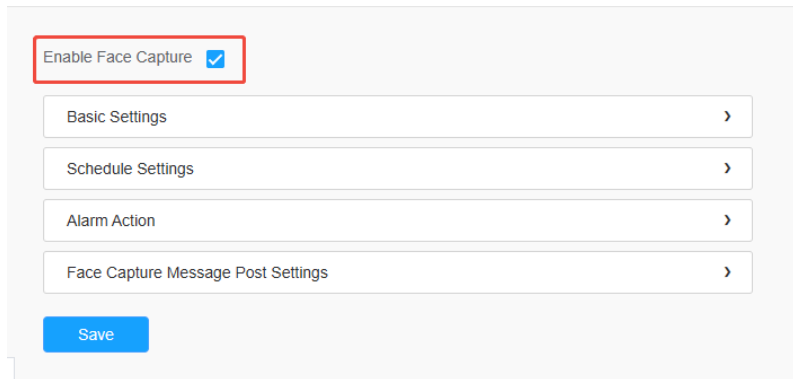 Enable Face Capture
Basic Settings
Schedule Settings
Alarm Action
Face Capture Message Post Settings
Save